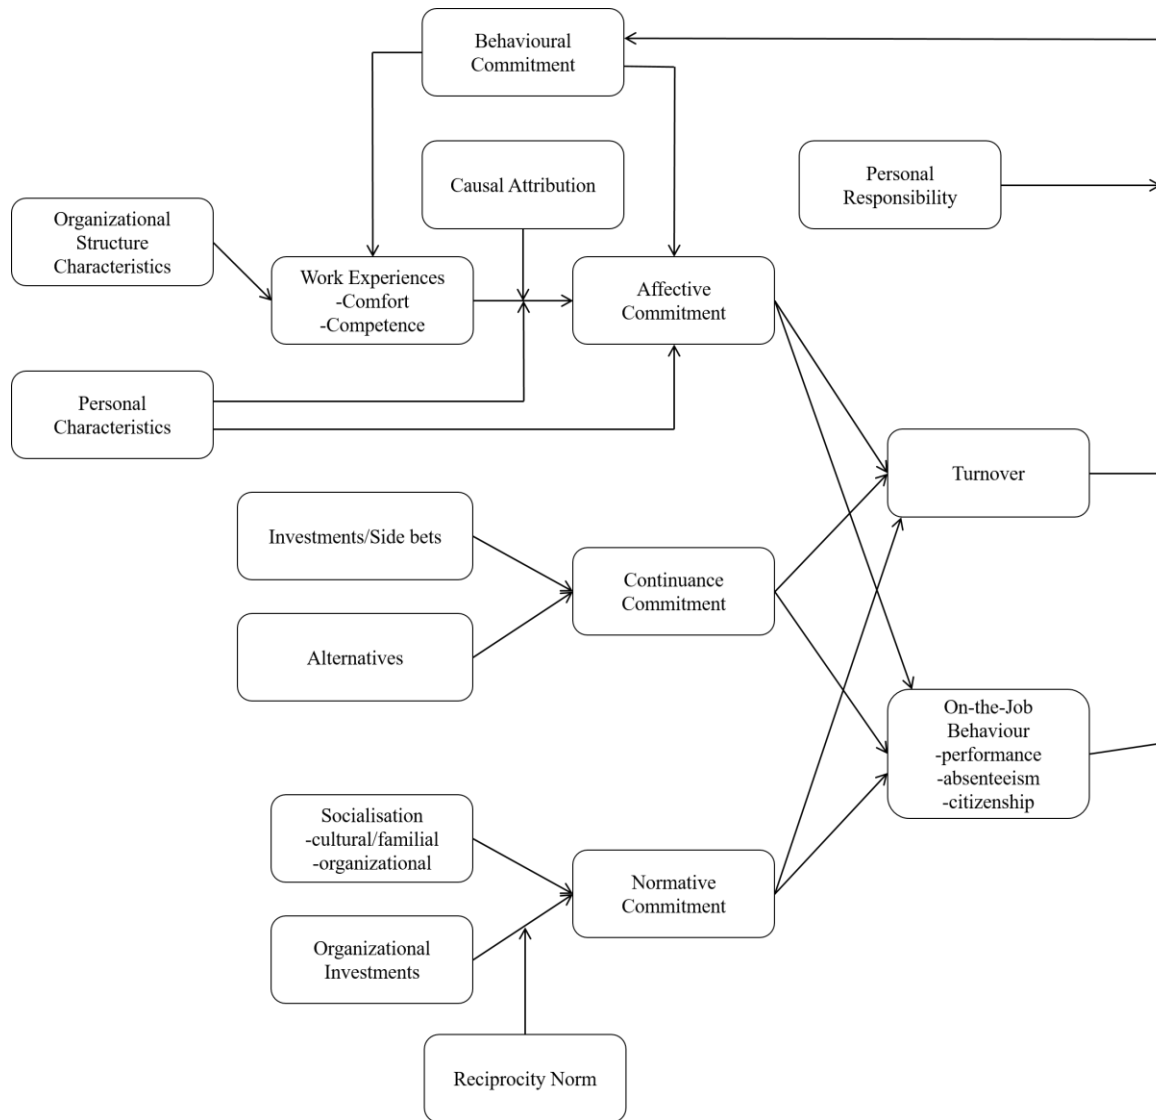 Behavioural
Commitment
Causal Attribution
Personal
Responsibility
Organizational
Structure
Characteristics
Work Experiences
-Comfort
-Competence
Affective
Commitment
Personal
Characteristics
Turnover
Investments/Side bets
Continuance
Commitment
Alternatives
On-the-Job
Behaviour
-performance
-absenteeism
-citizenship
Socialisation
-cultural/familial
-organizational
Normative
Commitment
Organizational
Investments
Reciprocity Norm